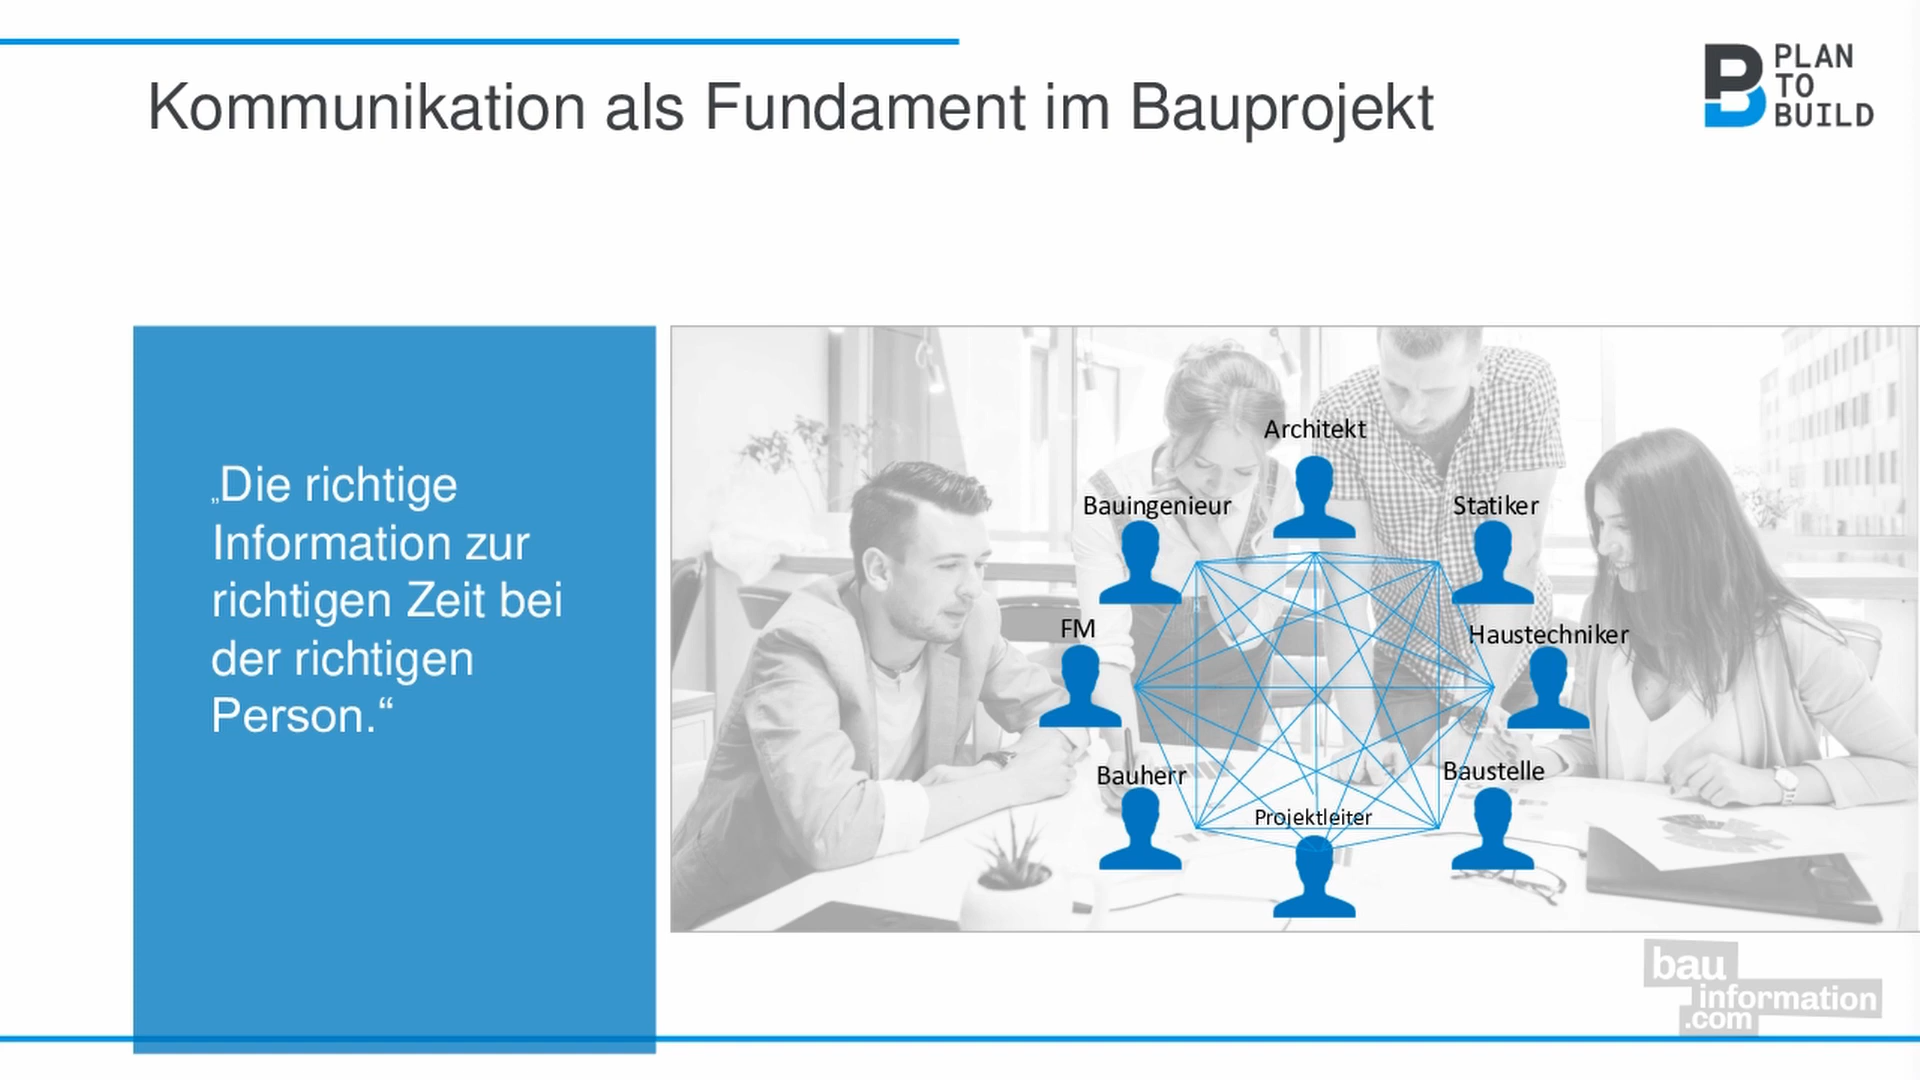 Kommunikation als Fundament im Bauprojekt
PLAN
TO
BUILD
„Die richtige
Information zur
richtigen Zeit bei
der richtigen
Person.“
Architekt
Bauingenieur
Statiker
FM
Haustechniker
Bauherr
Baustelle
Projektleiter
bau
information
.com